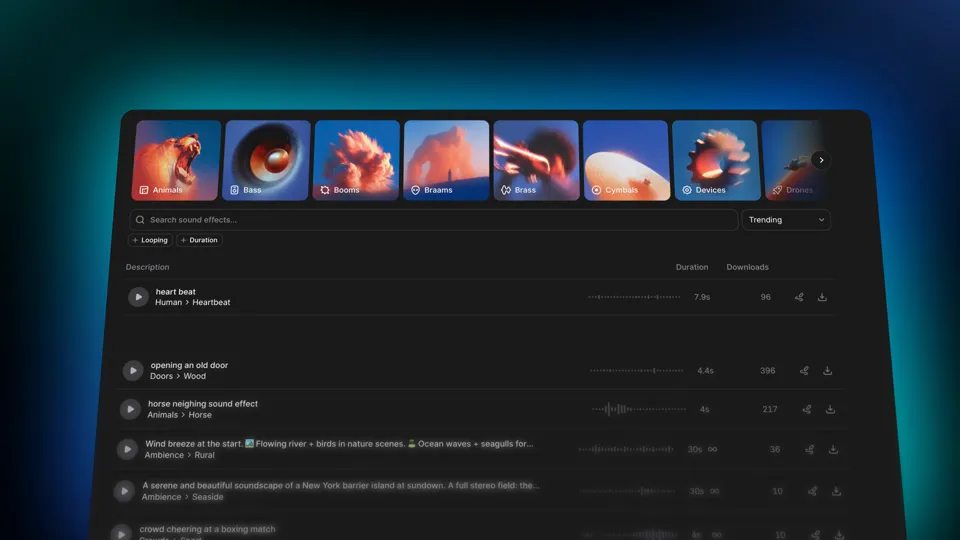 Animals
Bass
Booms
Braams
Brass
Cymbals
Devices
Drones
Search sound effects...
Trending
+ Looping
+ Duration
Description
Duration
Downloads
heart beat
7.9s
96
Human > Heartbeat
opening an old door
4.4s
396
Doors > Wood
horse neighing sound effect
4s
217
Animals > Horse
Wind breeze at the start. 🏞️ Flowing river + birds in nature scenes. 🏝️ Ocean waves + seagulls for...
30s
36
Ambience > Rural
A serene and beautiful soundscape of a New York barrier island at sundown. A full stereo field: the...
30s
10
Ambience > Seaside
crowd cheering at a boxing match
10